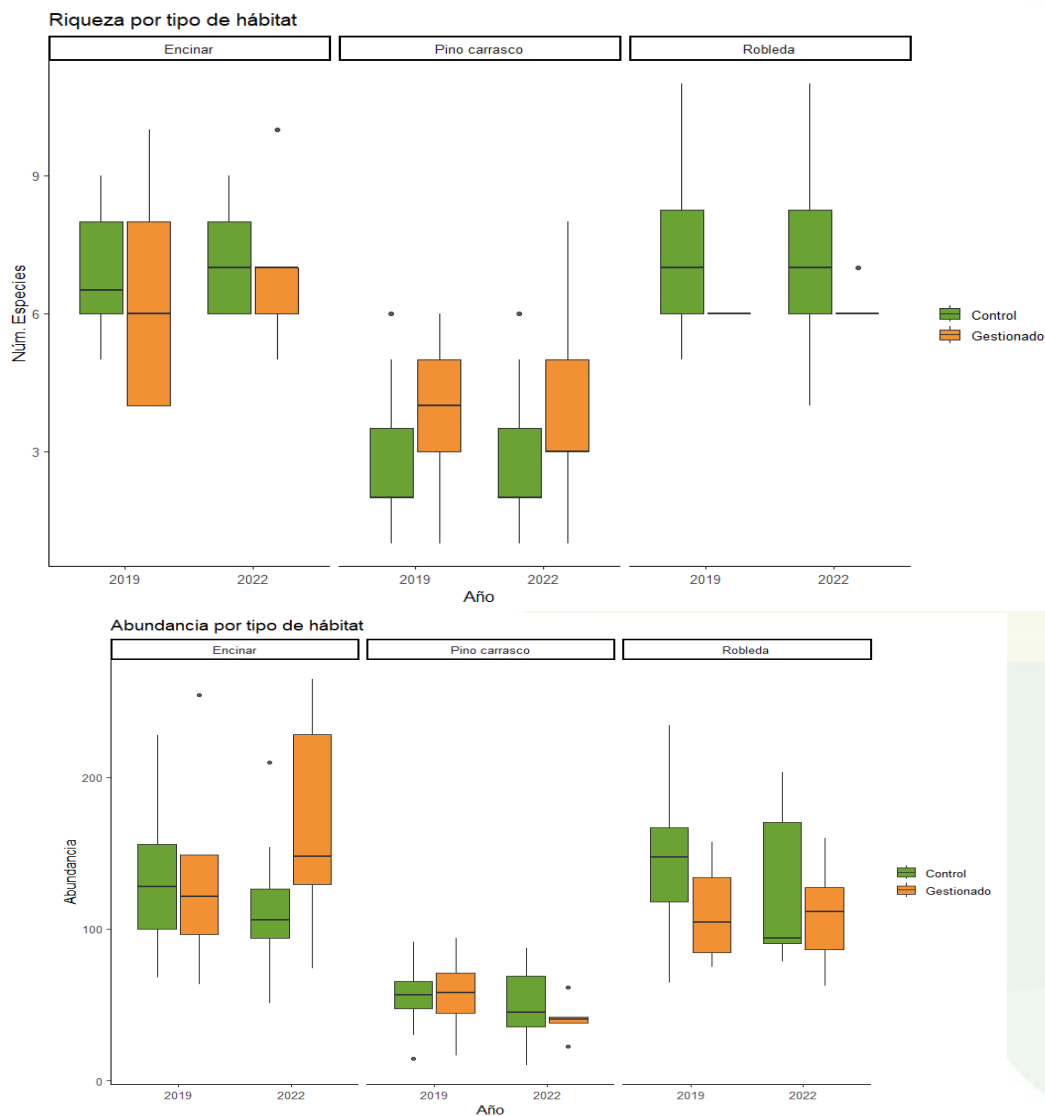 Riqueza por tipo de hábitat
Encinar Pino carrasco Robleda
9
6
3
Núm. Especies
2019 2022 2019 2022 2019 2022
Año
Control
Gestionado
Abundancia por tipo de hábitat
Encinar Pino carrasco Robleda
200
100
0
Abundancia
2019 2022 2019 2022 2019 2022
Año
Control
Gestionado